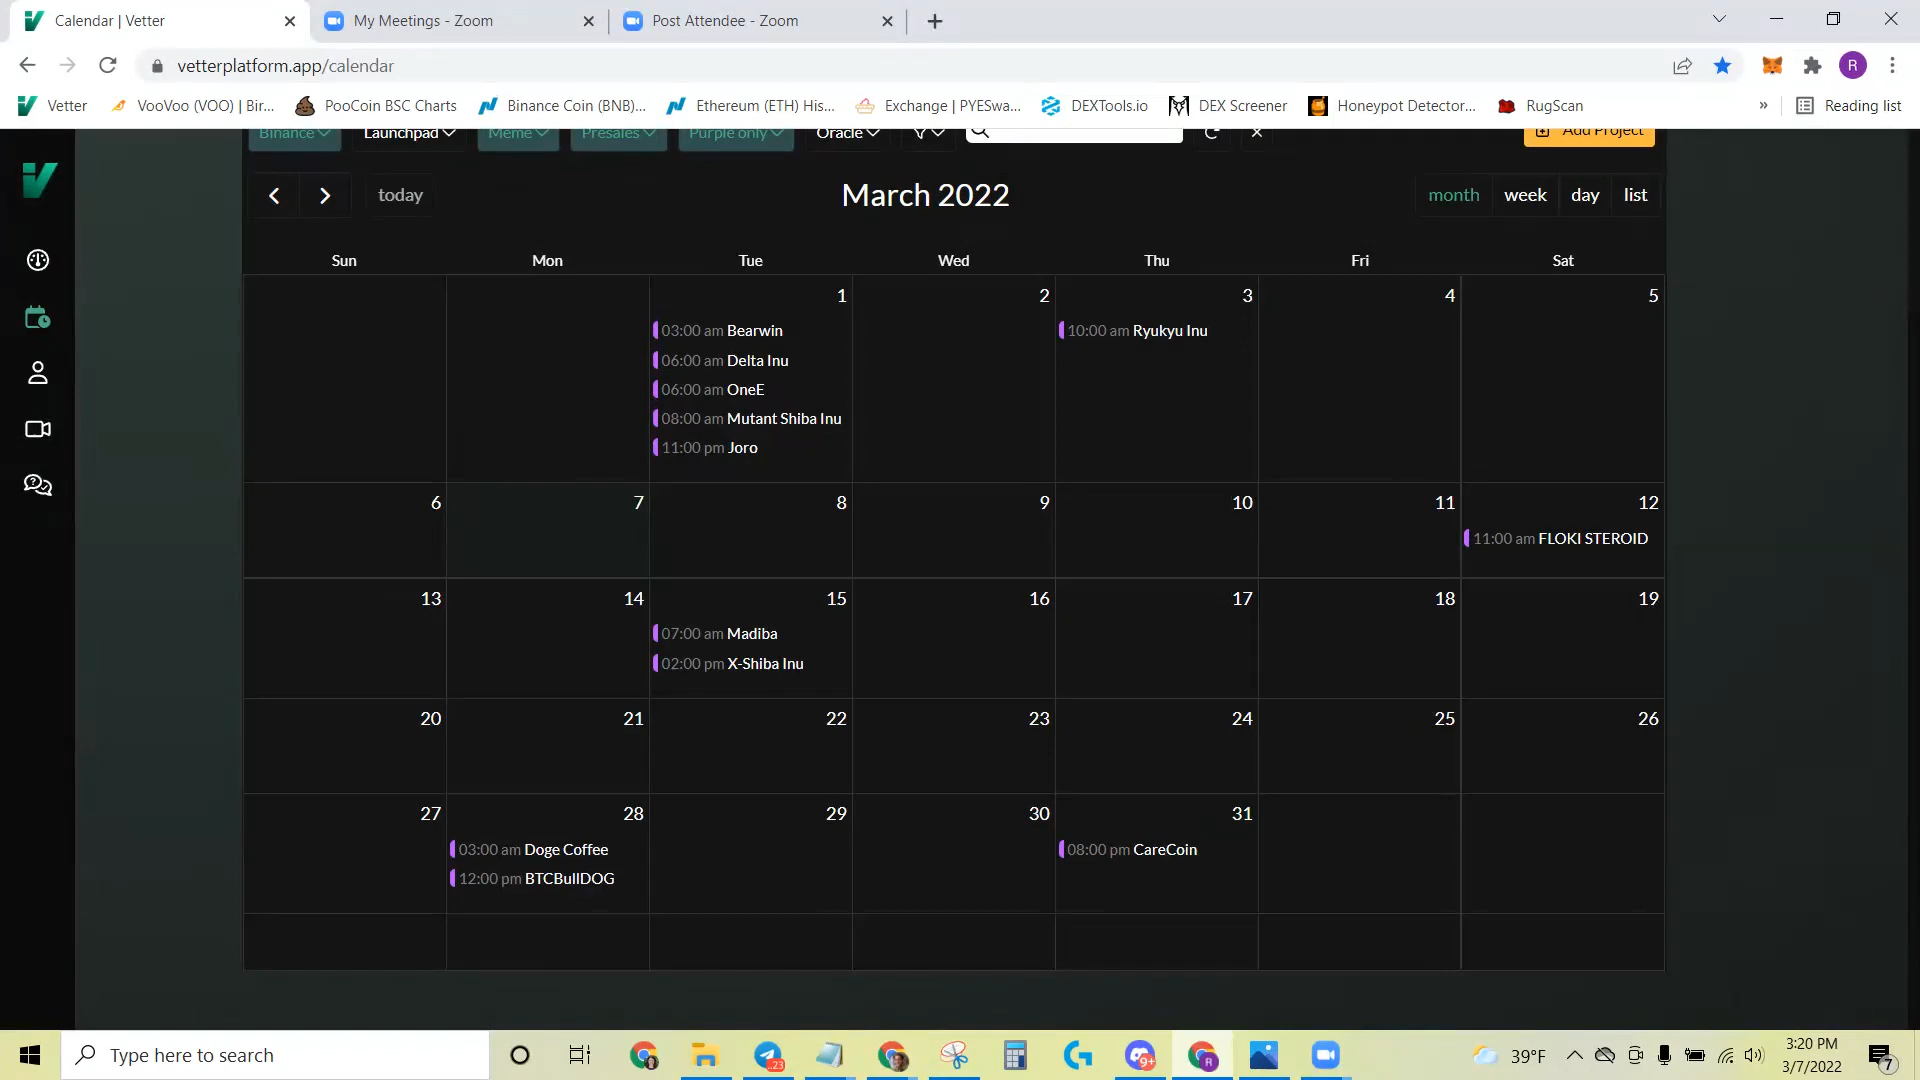 Calendar | Vetter
My Meetings - Zoom
Post Attendee - Zoom
vetterplatform.app/calendar
R
Vetter
VooVoo (VOO) | Bir...
PooCoin BSC Charts
Binance Coin (BNB)...
Ethereum (ETH) His...
Exchange | PYESwa...
DEXTools.io
DEX Screener
Honeypot Detector...
RugScan
»
Reading list
Binance
Launchpad
Meme
Presales
Purple only
Oracle
Add Project
today
March 2022
month
week
day
list
Sun Mon Tue Wed Thu Fri Sat
1 2 3 4 5
03:00 am Bearwin
10:00 am Ryukyu Inu
06:00 am Delta Inu
06:00 am OneE
08:00 am Mutant Shiba Inu
11:00 pm Joro
6 7 8 9 10 11 12
11:00 am FLOKI STEROID
13 14 15 16 17 18 19
07:00 am Madiba
02:00 pm X-Shiba Inu
20 21 22 23 24 25 26
27 28 29 30 31
03:00 am Doge Coffee
08:00 pm CareCoin
12:00 pm BTCBullDOG
Type here to search
..23
9+
R
39°F
3:20 PM
3/7/2022
7